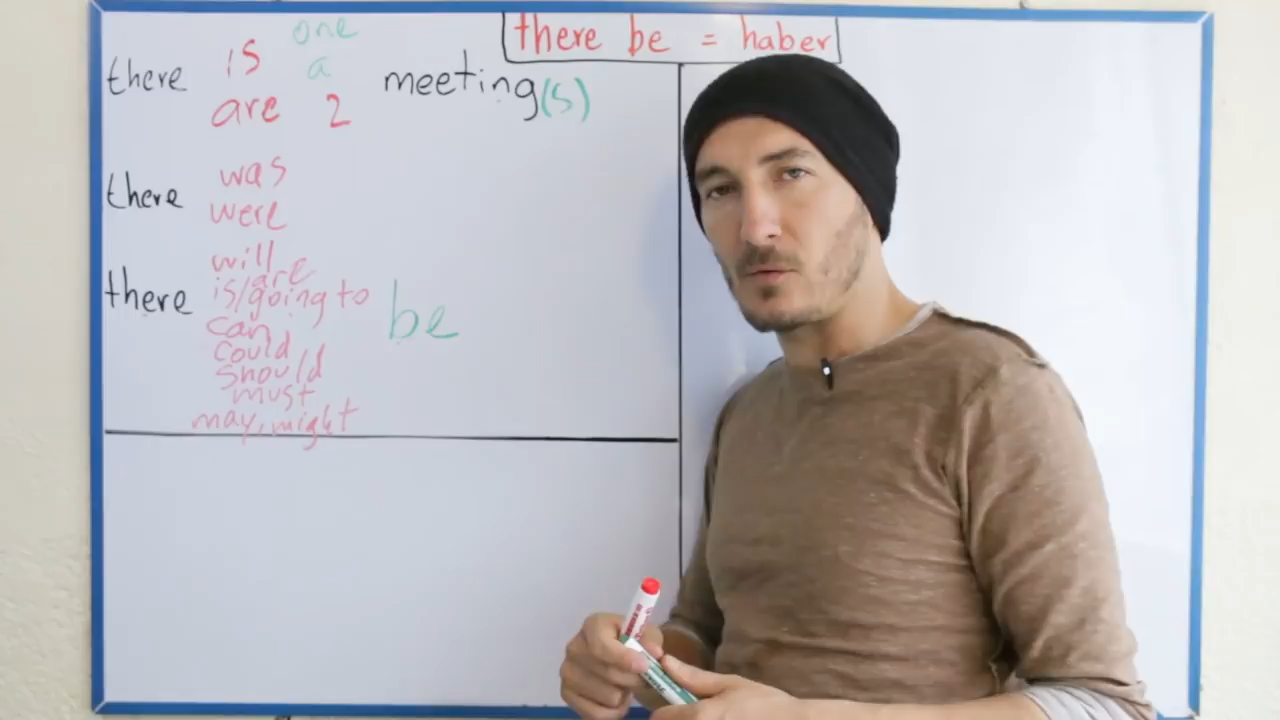 there be = haber
one
there is a meeting(s)
are 2
there was
were
will
are
there is/going to be
can
could
should
must
may, might